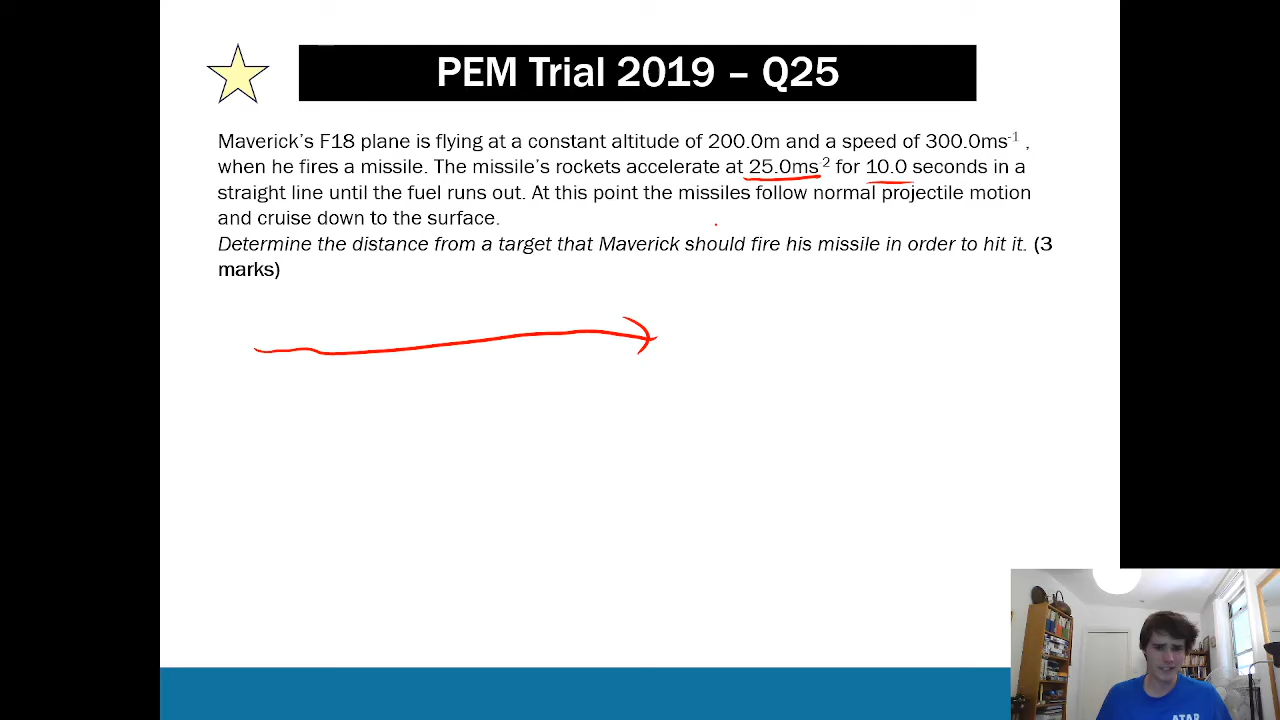 PEM Trial 2019 – Q25
Maverick’s F18 plane is flying at a constant altitude of 200.0m and a speed of 300.0ms-1 ,
when he fires a missile. The missile’s rockets accelerate at 25.0ms-2 for 10.0 seconds in a
straight line until the fuel runs out. At this point the missiles follow normal projectile motion
and cruise down to the surface.
Determine the distance from a target that Maverick should fire his missile in order to hit it. (3
marks)
ATAR